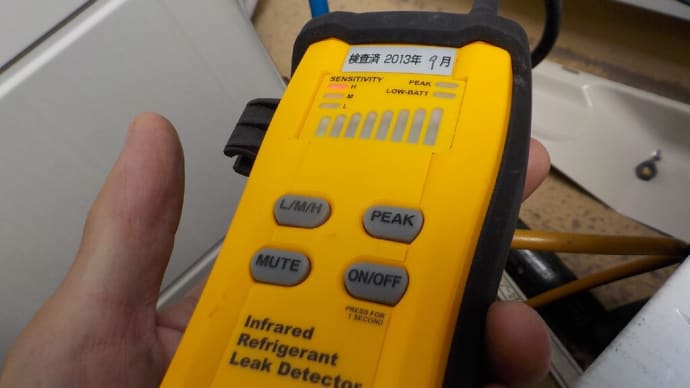 検査済 2013年 9月
SENSITIVITY
H
M
L
PEAK
LOW-BATT
L/M/H
PEAK
MUTE
ON/OFF
PRESS FOR
1 SECOND
Infrared
Refrigerant
Leak Detector